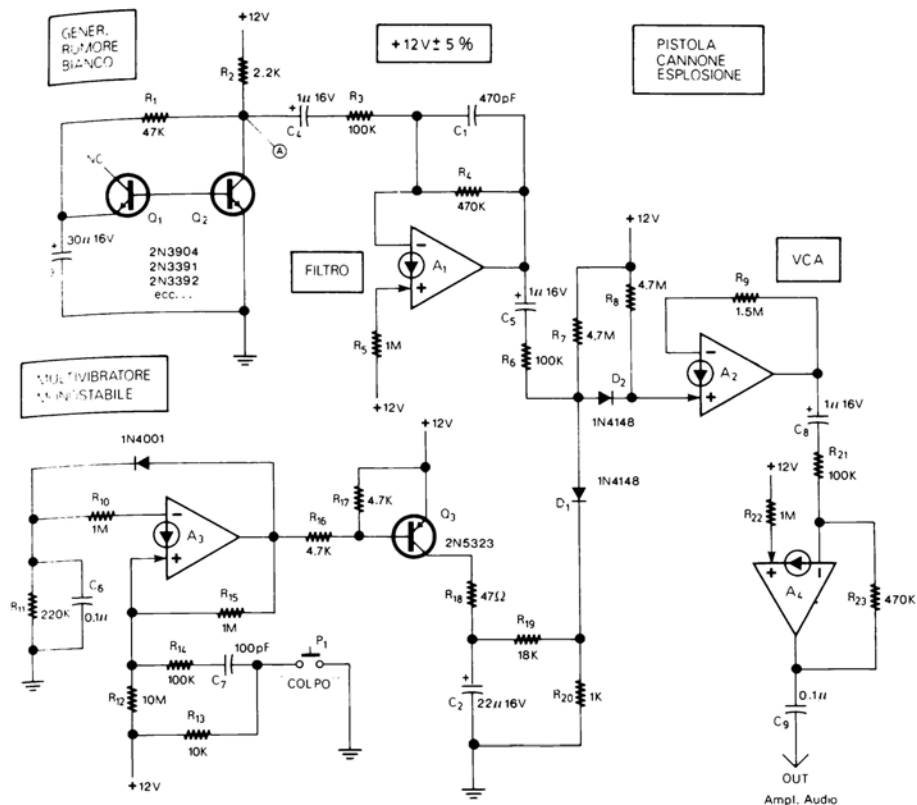 GENER.
RUMORE
BIANCO
+12V
R2
2.2K
+12V ± 5 %
PISTOLA
CANNONE
ESPLOSIONE
R1
47K
+
1µ 16V
C4
R3
100K
470pF
C1
A
NC
Q1
Q2
R4
470K
+
30µ 16V
2N3904
2N3391
2N3392
ecc...
FILTRO
−
+
A1
R5
1M
+12V
+
1µ 16V
C5
R6
100K
+12V
R7
4.7M
R8
4.7M
D2
1N4148
VCA
R9
1.5M
−
+
A2
+
1µ 16V
C8
MULTIVIBRATORE
MONOSTABILE
1N4001
R10
1M
−
+
A3
R11
220K
C6
0.1µ
R15
1M
R14
100K
100pF
C7
P1
COLPO
R12
10M
R13
10K
+12V
R16
4.7K
R17
4.7K
+12V
Q3
2N5323
R18
47Ω
R19
18K
+
C2
22µ 16V
R20
1K
1N4148
D1
R21
100K
+12V
R22
1M
+
−
A4
R23
470K
0.1µ
C9
OUT
Ampl. Audio